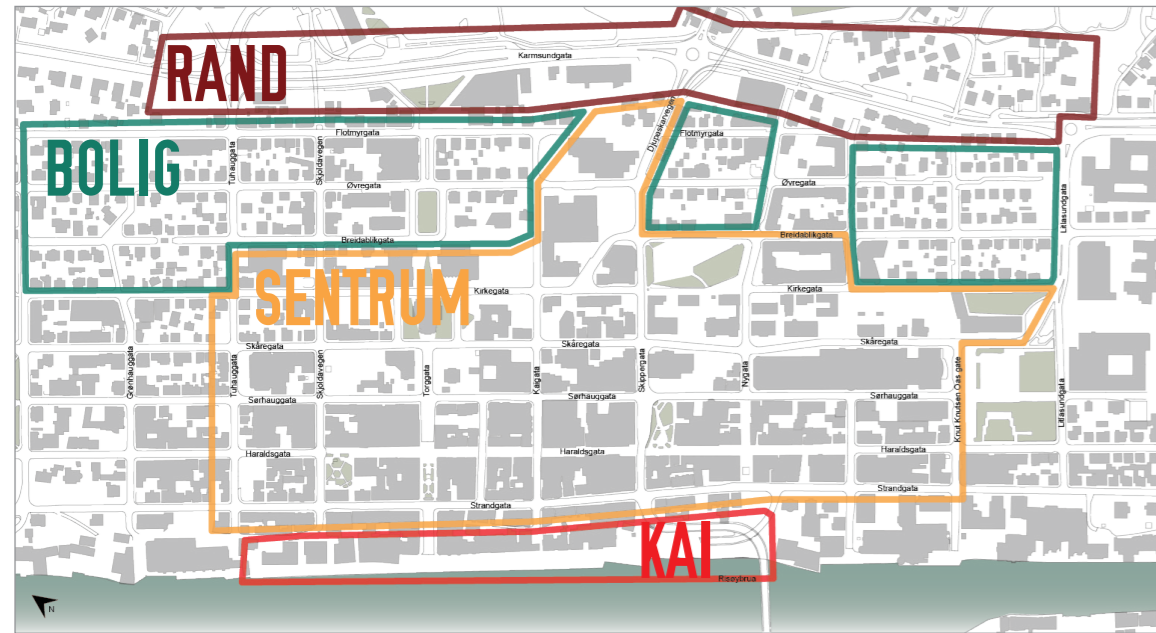 RAND
Karmsundgata
BOLIG
Flotmyrgata
Tuhauggata
Skjoldavegen
Djupaskarvegen
Flotmyrgata
Øvregata
Øvregata
Breidablikgata
Breidablikgata
Litlasundgata
SENTRUM
Kirkegata
Kirkegata
Skåregata
Skåregata
Skåregata
Grønhauggata
Tuhauggata
Skjoldavegen
Torggata
Kaigata
Skippergata
Nygata
Knut Knutsen Oas gate
Litlasundgata
Sørhauggata
Sørhauggata
Sørhauggata
Haraldsgata
Haraldsgata
Haraldsgata
Strandgata
Strandgata
KAI
Risøybrua
N